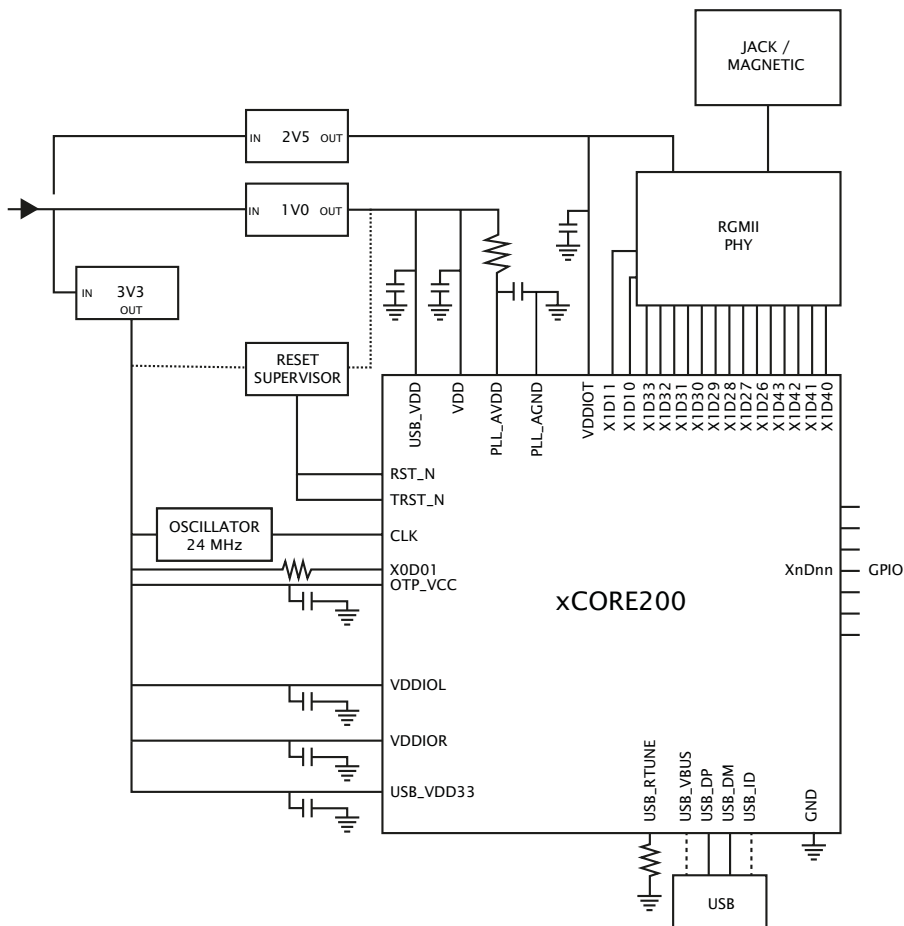 JACK /
MAGNETIC
IN 2V5 OUT
IN 1V0 OUT
RGMII
PHY
IN 3V3
OUT
RESET
SUPERVISOR
USB_VDD
VDD
PLL_AVDD
PLL_AGND
VDDIOT
X1D11
X1D10
X1D33
X1D32
X1D31
X1D30
X1D29
X1D28
X1D27
X1D26
X1D43
X1D42
X1D41
X1D40
RST_N
TRST_N
OSCILLATOR
24 MHz
CLK
X0D01
OTP_VCC
XnDnn GPIO
xCORE200
VDDIOL
VDDIOR
USB_VDD33
USB_RTUNE
USB_VBUS
USB_DP
USB_DM
USB_ID
GND
USB